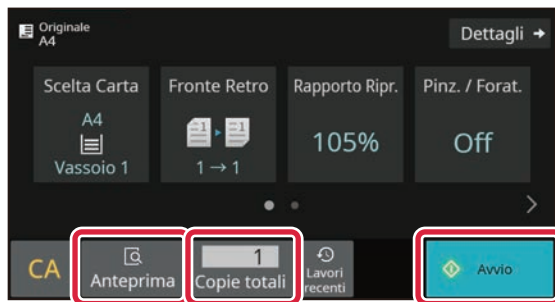 Originale
A4
Dettagli
Scelta Carta
A4
Vassoio 1
Fronte Retro
1 → 1
Rapporto Ripr.
105%
Pinz. / Forat.
Off
CA
Anteprima
1
Copie totali
Lavori
recenti
Avvio